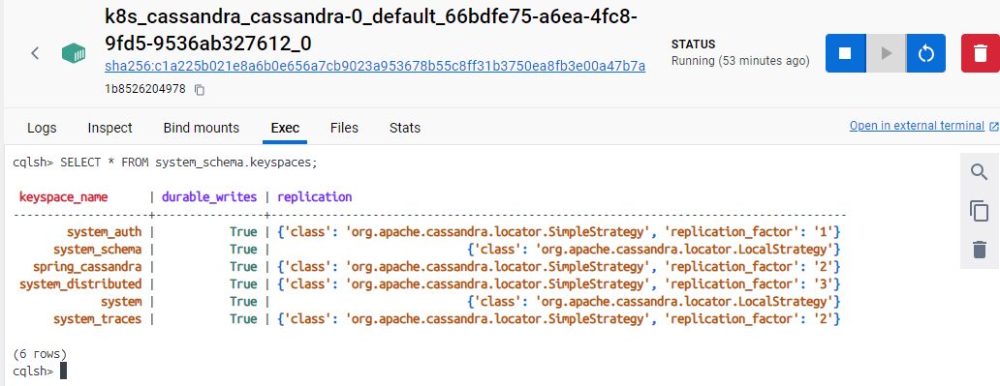 k8s_cassandra_cassandra-0_default_66bdfe75-a6ea-4fc8-
9fd5-9536ab327612_0
sha256:c1a225b021e8a6b0e656a7cb9023a953678b55c8ff31b3750ea8fb3e00a47b7a
1b8526204978
STATUS
Running (53 minutes ago)
Logs Inspect Bind mounts Exec Files Stats
Open in external terminal
cqlsh> SELECT * FROM system_schema.keyspaces;
keyspace_name | durable_writes | replication
--------------------+----------------+-------------------------------------------------------------------------------------
system_auth | True | {'class': 'org.apache.cassandra.locator.SimpleStrategy', 'replication_factor': '1'}
system_schema | True | {'class': 'org.apache.cassandra.locator.LocalStrategy'}
spring_cassandra | True | {'class': 'org.apache.cassandra.locator.SimpleStrategy', 'replication_factor': '2'}
system_distributed | True | {'class': 'org.apache.cassandra.locator.SimpleStrategy', 'replication_factor': '3'}
system | True | {'class': 'org.apache.cassandra.locator.LocalStrategy'}
system_traces | True | {'class': 'org.apache.cassandra.locator.SimpleStrategy', 'replication_factor': '2'}
(6 rows)
cqlsh>